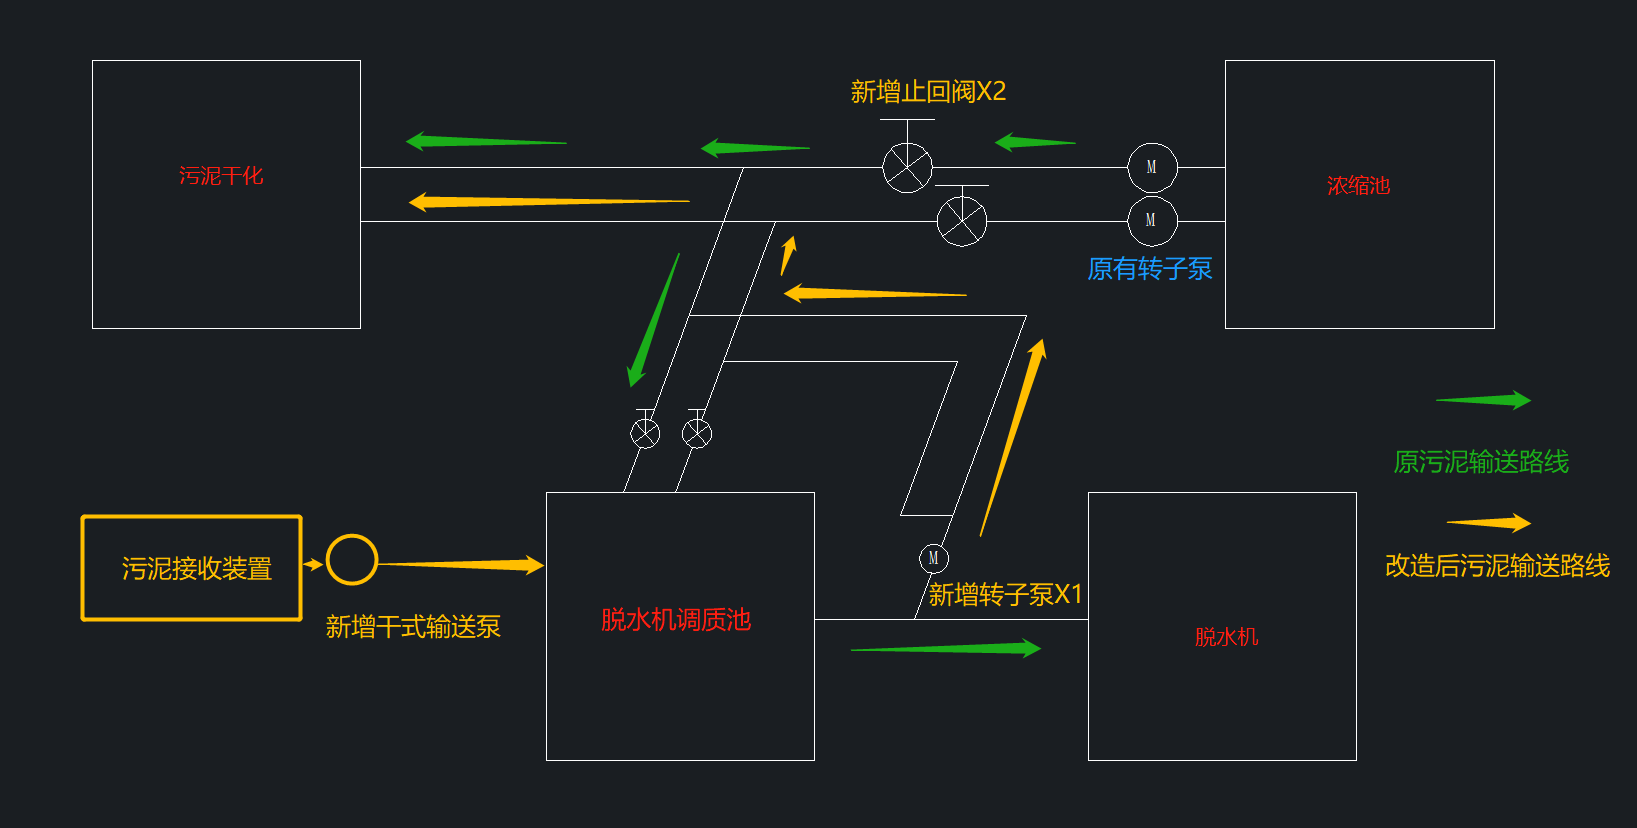 新增止回阀X2
污泥干化
M
浓缩池
M
原有转子泵
原污泥输送路线
污泥接收装置
M
改造后污泥输送路线
新增转子泵X1
新增干式输送泵
脱水机调质池
脱水机